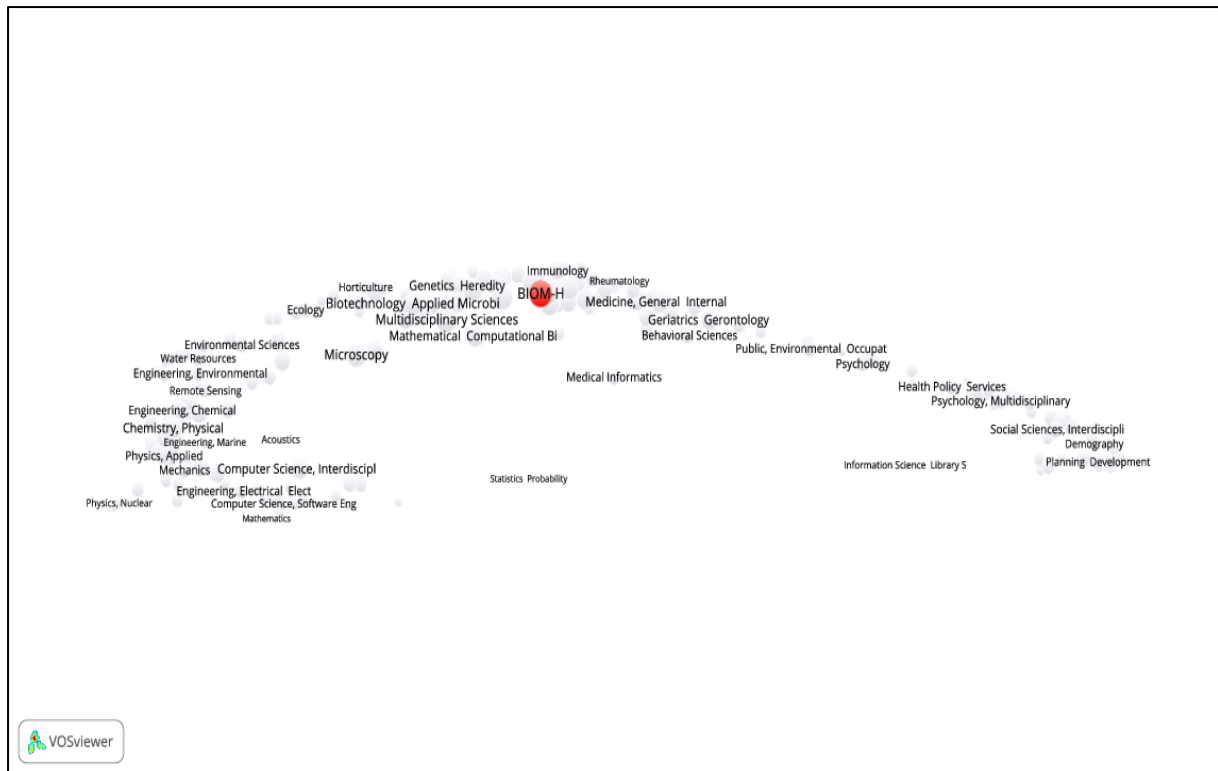 Immunology
Rheumatology
Horticulture
Genetics Heredity
BIOM-H
Biotechnology Applied Microbi
Medicine, General Internal
Ecology
Multidisciplinary Sciences
Geriatrics Gerontology
Mathematical Computational Bi
Behavioral Sciences
Environmental Sciences
Public, Environmental Occupat
Water Resources
Microscopy
Psychology
Engineering, Environmental
Medical Informatics
Remote Sensing
Health Policy Services
Psychology, Multidisciplinary
Engineering, Chemical
Chemistry, Physical
Social Sciences, Interdiscipli
Engineering, Marine
Acoustics
Demography
Physics, Applied
Mechanics
Computer Science, Interdiscipl
Information Science Library S
Planning Development
Statistics Probability
Engineering, Electrical Elect
Physics, Nuclear
Computer Science, Software Eng
Mathematics
VOSviewer